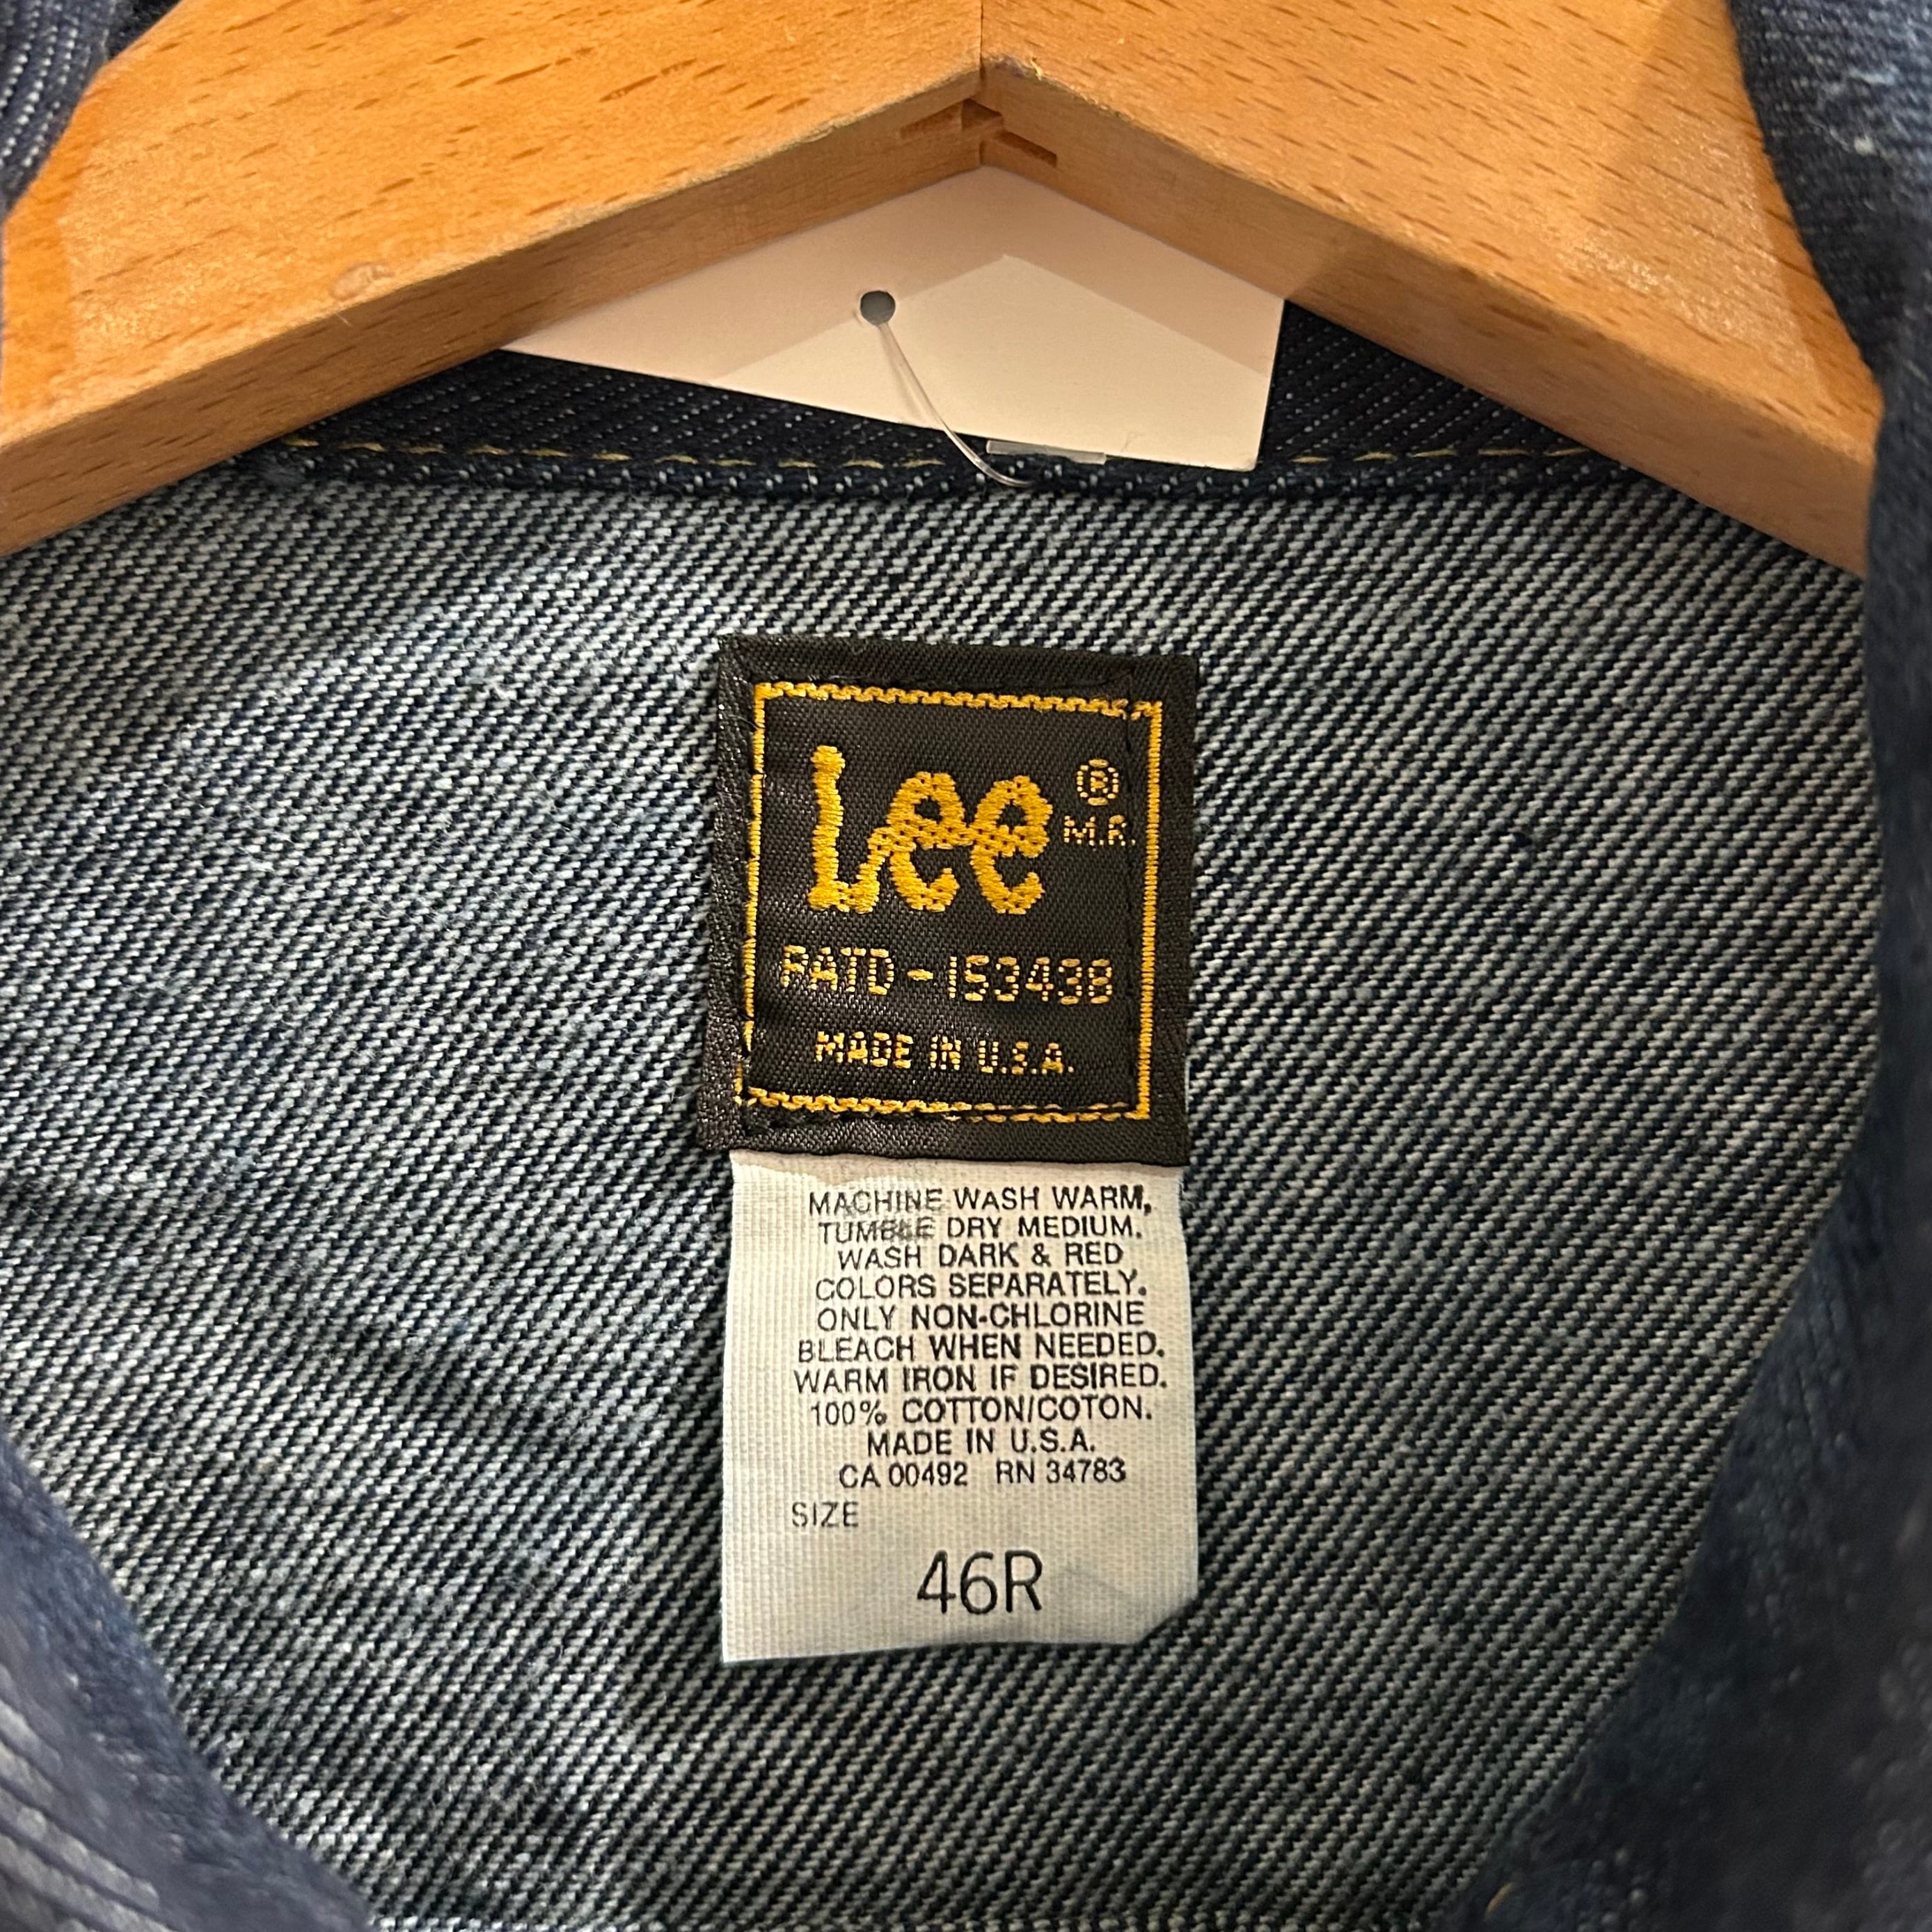 Lee ®
M.R.
PATD-153438
MADE IN U.S.A.
MACHINE WASH WARM,
TUMBLE DRY MEDIUM.
WASH DARK & RED
COLORS SEPARATELY.
ONLY NON-CHLORINE
BLEACH WHEN NEEDED.
WARM IRON IF DESIRED.
100% COTTON/COTON.
MADE IN U.S.A.
CA 00492 RN 34783
SIZE
46R